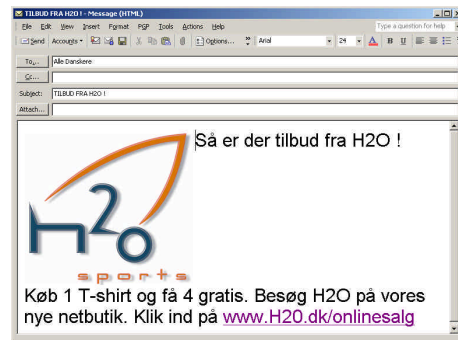 TILBUD FRA H2O ! - Message (HTML)
File Edit View Insert Format PGP Tools Actions Help Type a question for help
Send Accounts Options... Arial 24 A B U
To... Alle Danskere
Cc...
Subject: TILBUD FRA H2O !
Attach...
Så er der tilbud fra H2O !
h2o
sports
Køb 1 T-shirt og få 4 gratis. Besøg H2O på vores
nye netbutik. Klik ind på www.H20.dk/onlinesalg